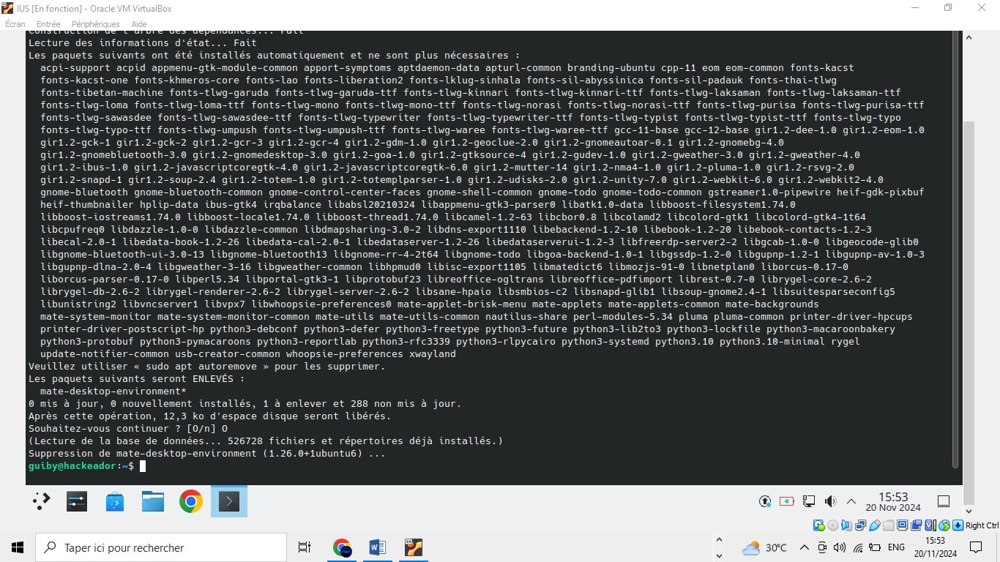 IUS [En fonction] - Oracle VM VirtualBox
Écran Entrée Périphériques Aide
Construction de l'arbre des dépendances... Fait
Lecture des informations d'état... Fait
Les paquets suivants ont été installés automatiquement et ne sont plus nécessaires :
acpi-support acpid appmenu-gtk-module-common apport-symptoms aptdaemon-data apturl-common branding-ubuntu cpp-11 eom eom-common fonts-kacst
fonts-kacst-one fonts-khmeros-core fonts-lao fonts-liberation2 fonts-lklug-sinhala fonts-sil-abyssinica fonts-sil-padauk fonts-thai-tlwg
fonts-tibetan-machine fonts-tlwg-garuda fonts-tlwg-garuda-ttf fonts-tlwg-kinnari fonts-tlwg-kinnari-ttf fonts-tlwg-laksaman fonts-tlwg-laksaman-ttf
fonts-tlwg-loma fonts-tlwg-loma-ttf fonts-tlwg-mono fonts-tlwg-mono-ttf fonts-tlwg-norasi fonts-tlwg-norasi-ttf fonts-tlwg-purisa fonts-tlwg-purisa-ttf
fonts-tlwg-sawasdee fonts-tlwg-sawasdee-ttf fonts-tlwg-typewriter fonts-tlwg-typewriter-ttf fonts-tlwg-typist fonts-tlwg-typist-ttf fonts-tlwg-typo
fonts-tlwg-typo-ttf fonts-tlwg-umpush fonts-tlwg-umpush-ttf fonts-tlwg-waree fonts-tlwg-waree-ttf gcc-11-base gcc-12-base gir1.2-dee-1.0 gir1.2-eom-1.0
gir1.2-gck-1 gir1.2-gck-2 gir1.2-gcr-3 gir1.2-gcr-4 gir1.2-gdm-1.0 gir1.2-geoclue-2.0 gir1.2-gnomeautoar-0.1 gir1.2-gnomebg-4.0
gir1.2-gnomebluetooth-3.0 gir1.2-gnomedesktop-3.0 gir1.2-goa-1.0 gir1.2-gtksource-4 gir1.2-gudev-1.0 gir1.2-gweather-3.0 gir1.2-gweather-4.0
gir1.2-ibus-1.0 gir1.2-javascriptcoregtk-4.0 gir1.2-javascriptcoregtk-6.0 gir1.2-mutter-14 gir1.2-nma4-1.0 gir1.2-pluma-1.0 gir1.2-rsvg-2.0
gir1.2-snapd-1 gir1.2-soup-2.4 gir1.2-totem-1.0 gir1.2-totemplparser-1.0 gir1.2-udisks-2.0 gir1.2-unity-7.0 gir1.2-webkit-6.0 gir1.2-webkit2-4.0
gnome-bluetooth gnome-bluetooth-common gnome-control-center-faces gnome-shell-common gnome-todo gnome-todo-common gstreamer1.0-pipewire heif-gdk-pixbuf
heif-thumbnailer hplip-data ibus-gtk4 irqbalance libabsl20210324 libappmenu-gtk3-parser0 libatk1.0-data libboost-filesystem1.74.0
libboost-iostreams1.74.0 libboost-locale1.74.0 libboost-thread1.74.0 libcamel-1.2-63 libcbor0.8 libcolamd2 libcolord-gtk1 libcolord-gtk4-1t64
libcpufreq0 libdazzle-1.0-0 libdazzle-common libdmapsharing-3.0-2 libdns-export1110 libebackend-1.2-10 libebook-1.2-20 libebook-contacts-1.2-3
libecal-2.0-1 libedata-book-1.2-26 libedata-cal-2.0-1 libedataserver-1.2-26 libedataserverui-1.2-3 libfreerdp-server2-2 libgcab-1.0-0 libgeocode-glib0
libgnome-bluetooth-ui-3.0-13 libgnome-bluetooth13 libgnome-rr-4-2t64 libgnome-todo libgoa-backend-1.0-1 libgssdp-1.2-0 libgupnp-1.2-1 libgupnp-av-1.0-3
libgupnp-dlna-2.0-4 libgweather-3-16 libgweather-common libhpmud0 libisc-export1105 libmatedict6 libmozjs-91-0 libnetplan0 liborcus-0.17-0
liborcus-parser-0.17-0 libperl5.34 libportal-gtk3-1 libprotobuf23 libreoffice-ogltrans libreoffice-pdfimport librest-0.7-0 librygel-core-2.6-2
librygel-db-2.6-2 librygel-renderer-2.6-2 librygel-server-2.6-2 libsane-hpaio libsmbios-c2 libsnapd-glib1 libsoup-gnome2.4-1 libsuitesparseconfig5
libunistring2 libvncserver1 libvpx7 libwhoopsie-preferences0 mate-applet-brisk-menu mate-applets mate-applets-common mate-backgrounds
mate-system-monitor mate-system-monitor-common mate-utils mate-utils-common nautilus-share perl-modules-5.34 pluma pluma-common printer-driver-hpcups
printer-driver-postscript-hp python3-debconf python3-defer python3-freetype python3-future python3-lib2to3 python3-lockfile python3-macaroonbakery
python3-protobuf python3-pymacaroons python3-reportlab python3-rfc3339 python3-rlpycairo python3-systemd python3.10 python3.10-minimal rygel
update-notifier-common usb-creator-common whoopsie-preferences xwayland
Veuillez utiliser « sudo apt autoremove » pour les supprimer.
Les paquets suivants seront ENLEVÉS :
mate-desktop-environment*
0 mis à jour, 0 nouvellement installés, 1 à enlever et 288 non mis à jour.
Après cette opération, 12,3 ko d'espace disque seront libérés.
Souhaitez-vous continuer ? [O/n] O
(Lecture de la base de données... 526728 fichiers et répertoires déjà installés.)
Suppression de mate-desktop-environment (1.26.0+1ubuntu6) ...
guiby@hackeador:~$
15:53
20 Nov 2024
Right Ctrl
Taper ici pour rechercher
30°C
ENG
15:53
20/11/2024